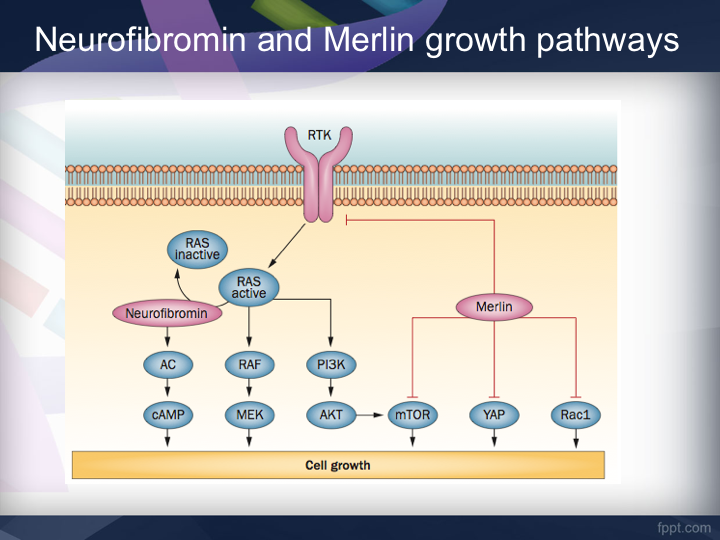 Neurofibromin and Merlin growth pathways
RTK
RAS
inactive
RAS
active
Neurofibromin
Merlin
AC
RAF
PI3K
cAMP
MEK
AKT
mTOR
YAP
Rac1
Cell growth
fppt.com